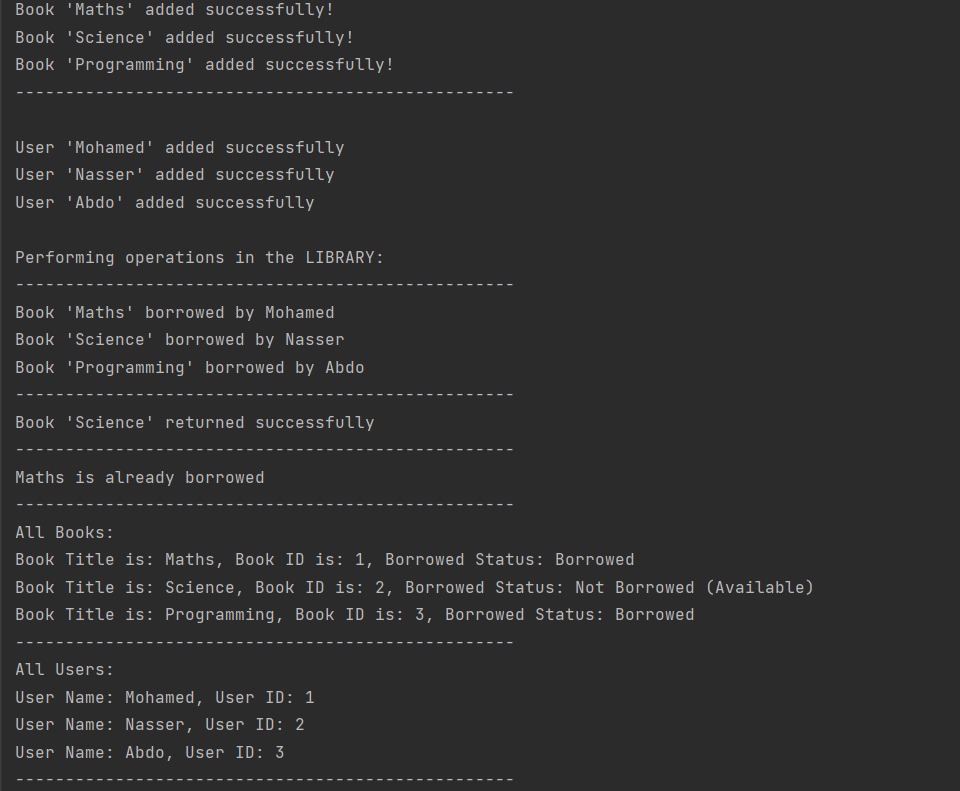 Book 'Maths' added successfully!
Book 'Science' added successfully!
Book 'Programming' added successfully!
--------------------------------------------------
User 'Mohamed' added successfully
User 'Nasser' added successfully
User 'Abdo' added successfully
Performing operations in the LIBRARY:
--------------------------------------------------
Book 'Maths' borrowed by Mohamed
Book 'Science' borrowed by Nasser
Book 'Programming' borrowed by Abdo
--------------------------------------------------
Book 'Science' returned successfully
--------------------------------------------------
Maths is already borrowed
--------------------------------------------------
All Books:
Book Title is: Maths, Book ID is: 1, Borrowed Status: Borrowed
Book Title is: Science, Book ID is: 2, Borrowed Status: Not Borrowed (Available)
Book Title is: Programming, Book ID is: 3, Borrowed Status: Borrowed
--------------------------------------------------
All Users:
User Name: Mohamed, User ID: 1
User Name: Nasser, User ID: 2
User Name: Abdo, User ID: 3
--------------------------------------------------